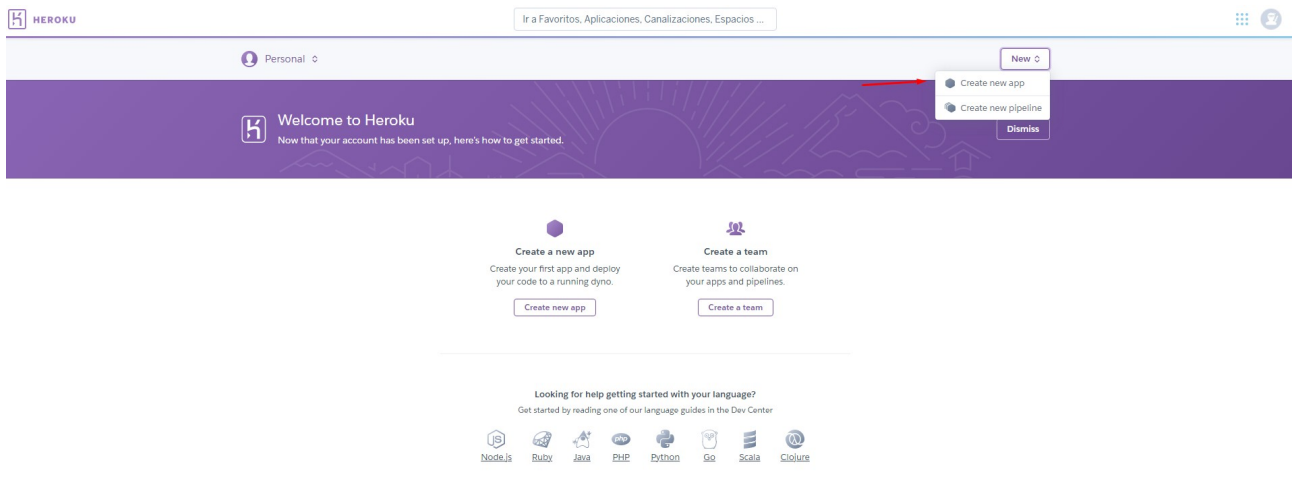 HEROKU
Ir a Favoritos, Aplicaciones, Canalizaciones, Espacios ...
Personal
New
Create new app
Create new pipeline
Welcome to Heroku
Now that your account has been set up, here's how to get started.
Dismiss
Create a new app
Create your first app and deploy
your code to a running dyno.
Create new app
Create a team
Create teams to collaborate on
your apps and pipelines.
Create a team
Looking for help getting started with your language?
Get started by reading one of our language guides in the Dev Center
JS
php
Node.js
Ruby
Java
PHP
Python
Go
Scala
Clojure